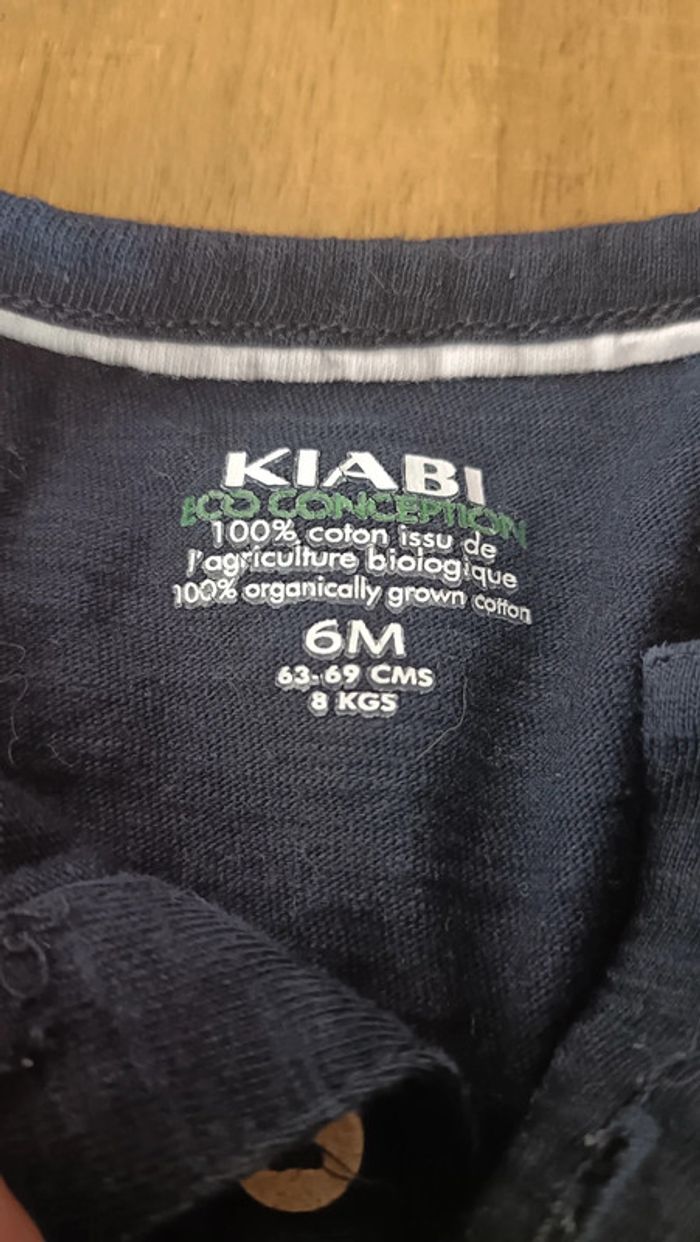 KIABI
ECO CONCEPTION
100% coton issu de
l'agriculture biologique
100% organically grown cotton
6M
63-69 CMS
8 KGS